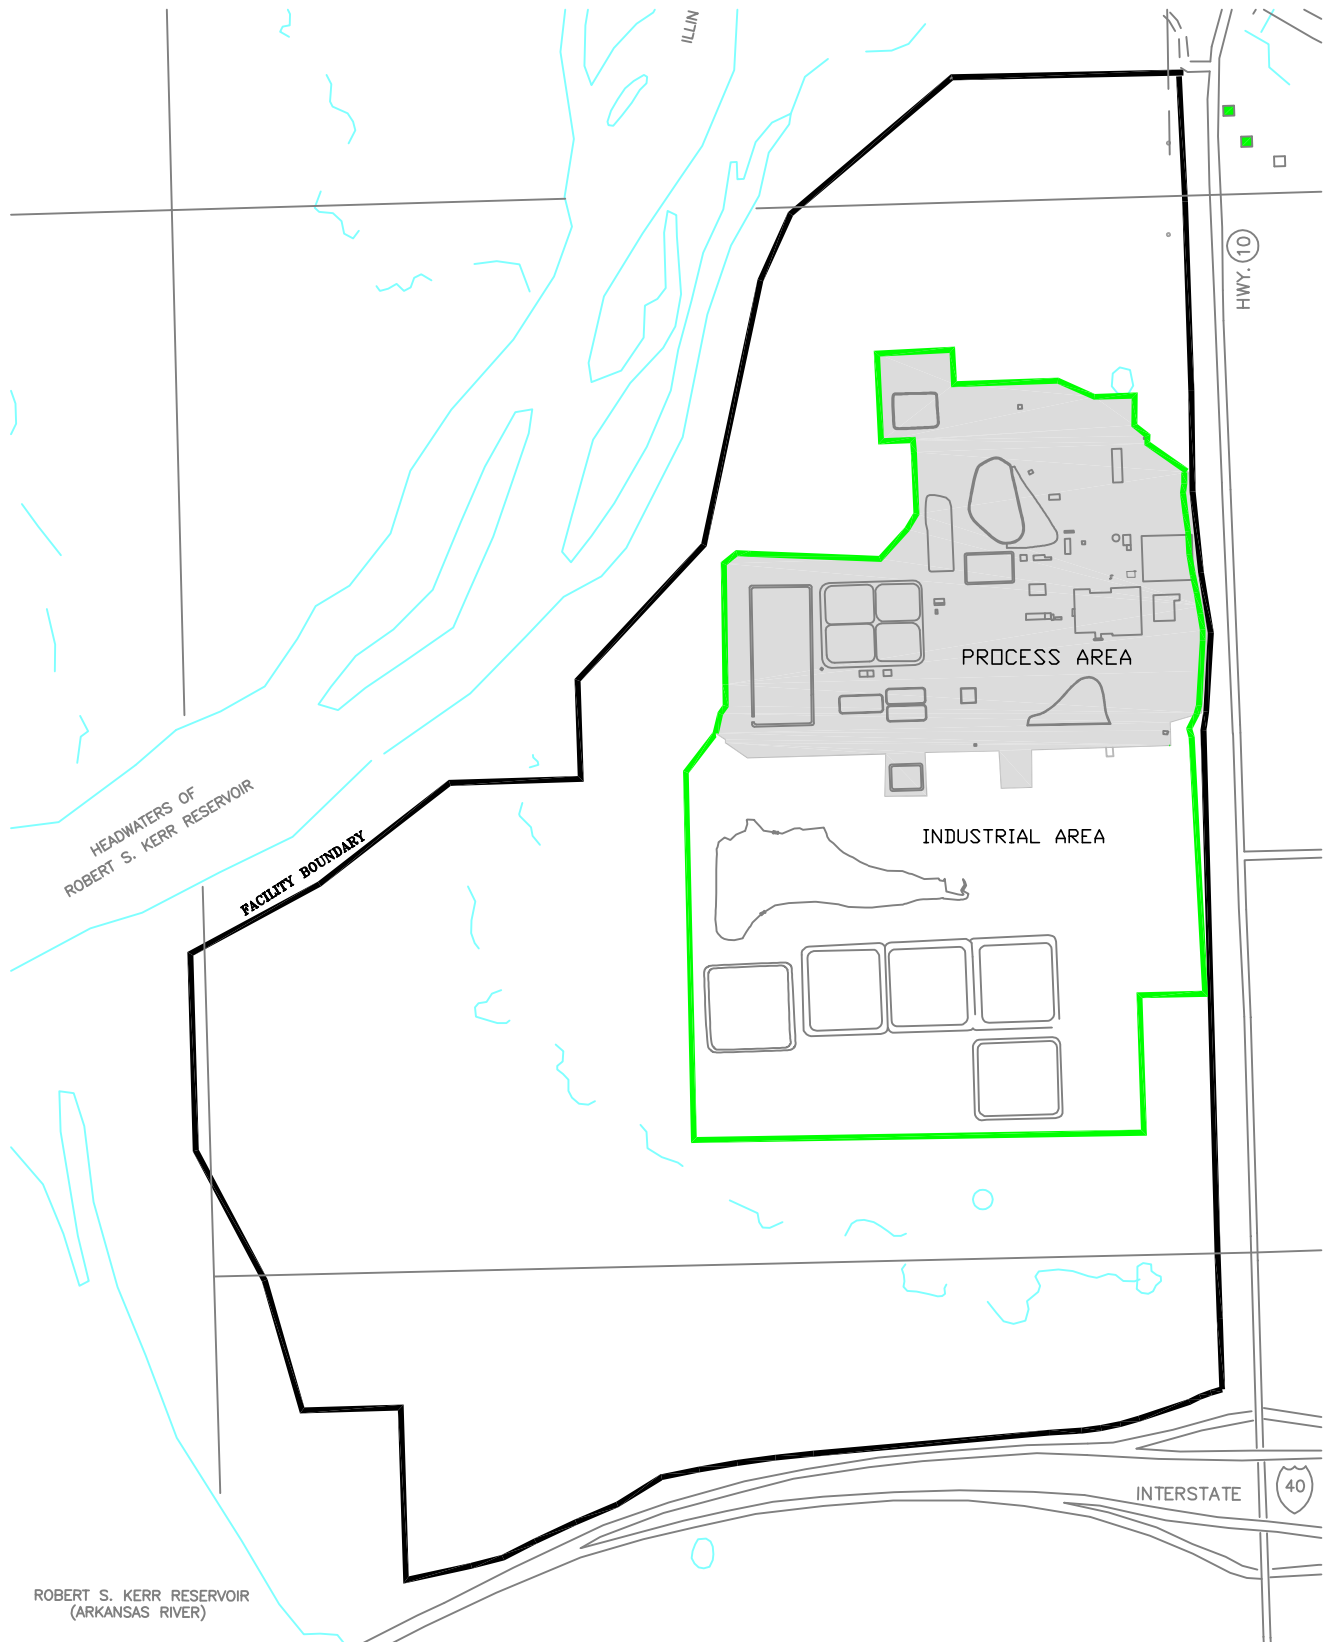 ILLIN
HWY. 10
PROCESS AREA
INDUSTRIAL AREA
HEADWATERS OF
ROBERT S. KERR RESERVOIR
FACILITY BOUNDARY
INTERSTATE 40
ROBERT S. KERR RESERVOIR
(ARKANSAS RIVER)